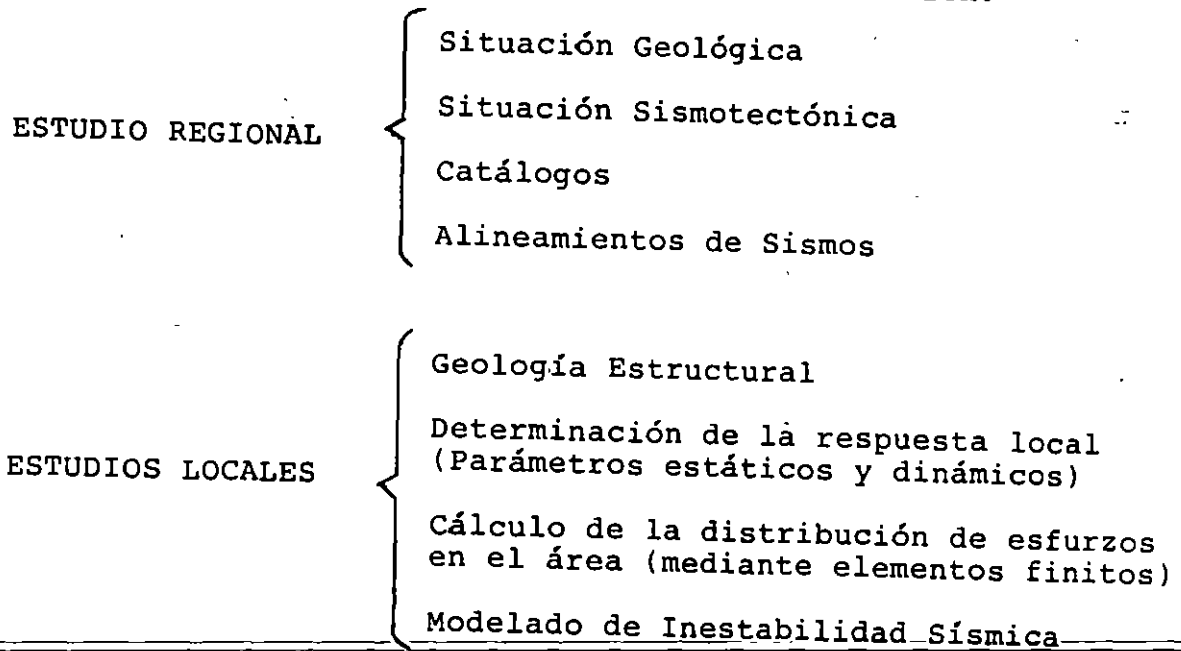 ESTUDIO REGIONAL
Situación Geológica
Situación Sismotectónica
Catálogos
Alineamientos de Sismos
ESTUDIOS LOCALES
Geología Estructural
Determinación de la respuesta local
(Parámetros estáticos y dinámicos)
Cálculo de la distribución de esfurzos
en el área (mediante elementos finitos)
Modelado de Inestabilidad Sísmica